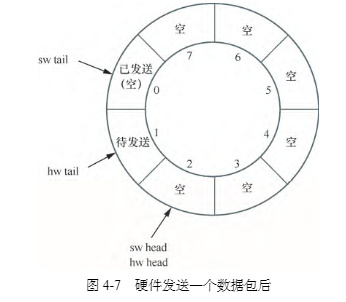 空
空
7
6
sw tail
已发送
(空)
空
0
5
1
4
待发送
空
hw tail
2
3
空
空
sw head
hw head
图 4-7 硬件发送一个数据包后